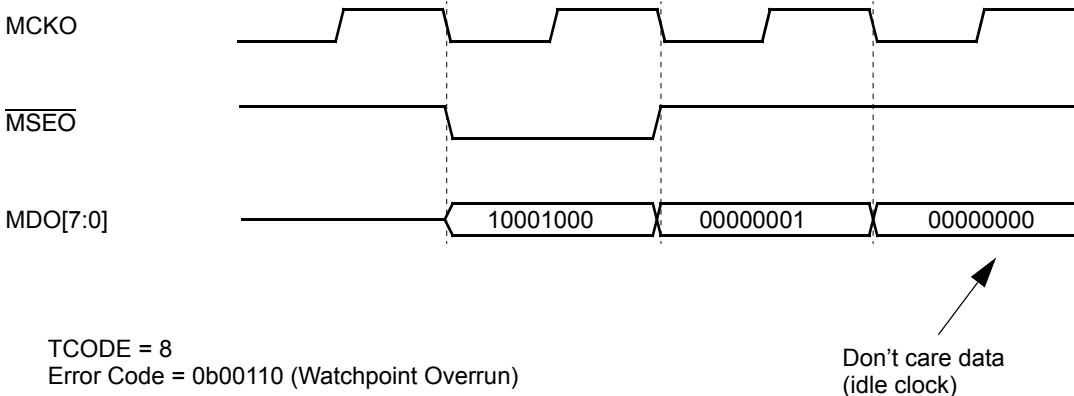 MCKO
MSEO
MDO[7:0]
10001000
00000001
00000000
TCODE = 8
Error Code = 0b00110 (Watchpoint Overrun)
Don’t care data
(idle clock)